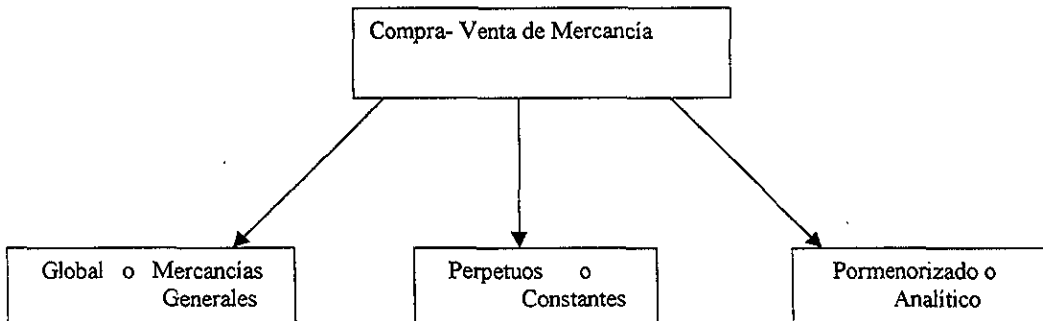 Compra- Venta de Mercancía
Global o Mercancías
Generales
Perpetuos o
Constantes
Pormenorizado o
Analítico